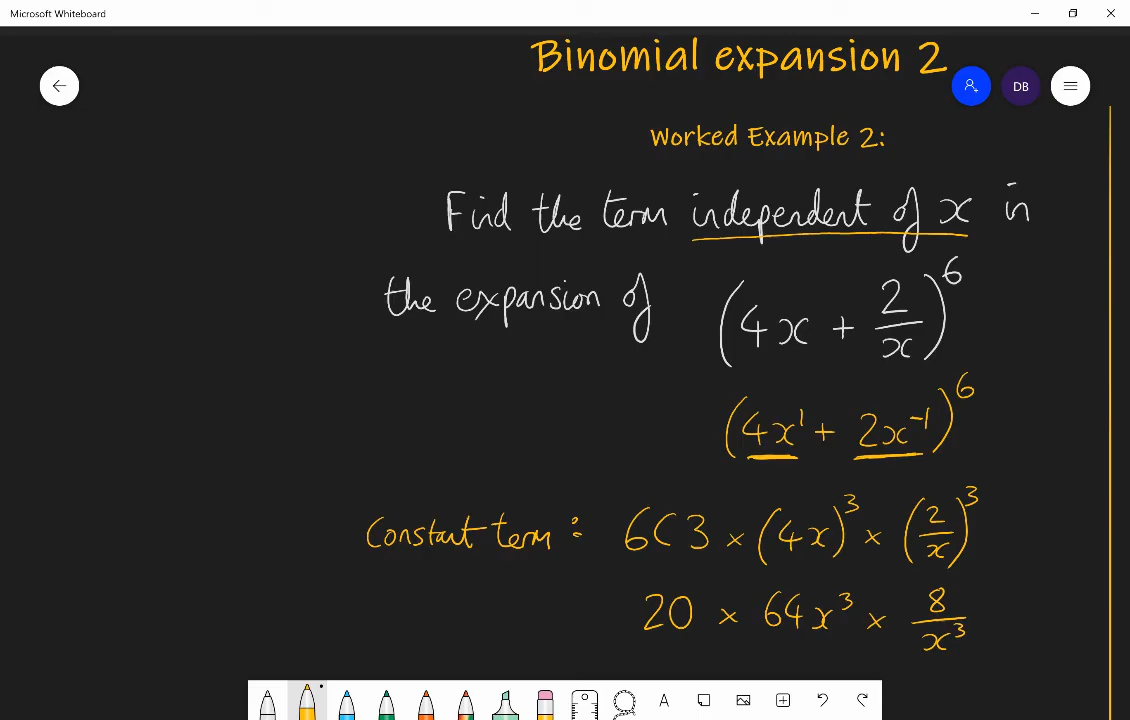 Microsoft Whiteboard
Binomial expansion 2
DB
Worked Example 2:
Find the term independent of x in
the expansion of (4x + 2/x)^6
(4x^1 + 2x^-1)^6
Constant term : 6C3 × (4x)^3 × (2/x)^3
20 × 64x^3 × 8/x^3
A